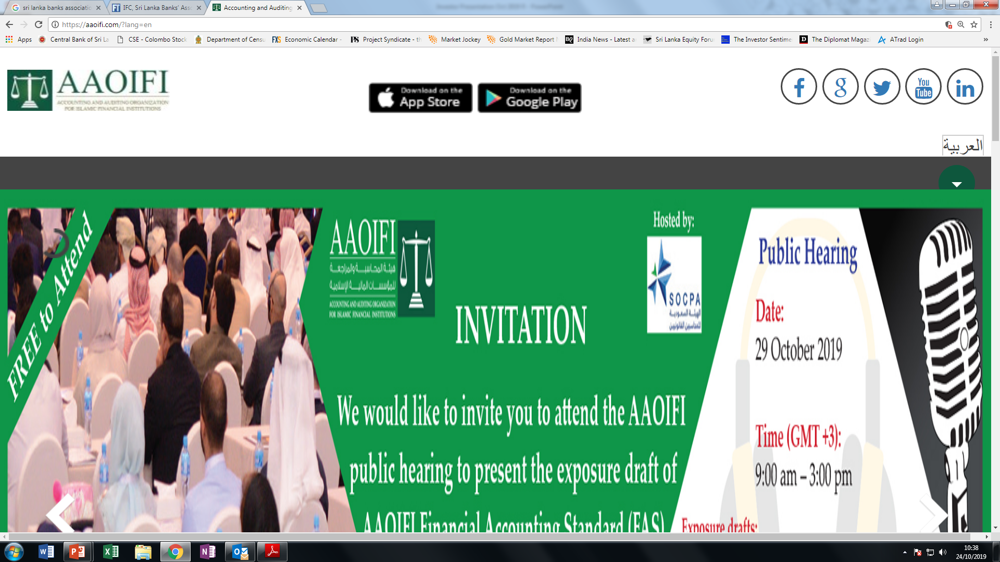 sri lanka banks associatic
IFC, Sri Lanka Banks' Ass
Accounting and Auditing
https://aaoifi.com/?lang=en
Apps
Central Bank of Sri La
CSE - Colombo Stock
Department of Censu
FXS Economic Calendar -
Project Syndicate - th
Market Jockey
Gold Market Report
BQ India News - Latest a
Sri Lanka Equity Foru
The Investor Sentime
D The Diplomat Magaz
ATrad Login
»
AAOIFI
ACCOUNTING AND AUDITING ORGANIZATION
FOR ISLAMIC FINANCIAL INSTITUTIONS
Download on the
App Store
Download on the
Google Play
You
Tube
العربية
FREE to Attend
AAOIFI
هيئة المحاسبة والمراجعة
للمؤسسات المالية الإسلامية
ACCOUNTING AND AUDITING ORGANIZATION
FOR ISLAMIC FINANCIAL INSTITUTIONS
INVITATION
Hosted by:
SOCPA
الهيئة السعودية
للمحاسبين القانونيين
We would like to invite you to attend the AAOIFI
public hearing to present the exposure draft of
AAOIFI Financial Accounting Standard (FAS)
Public Hearing
Date:
29 October 2019
Time (GMT +3):
9:00 am – 3:00 pm
Exposure drafts:
10:38
24/10/2019